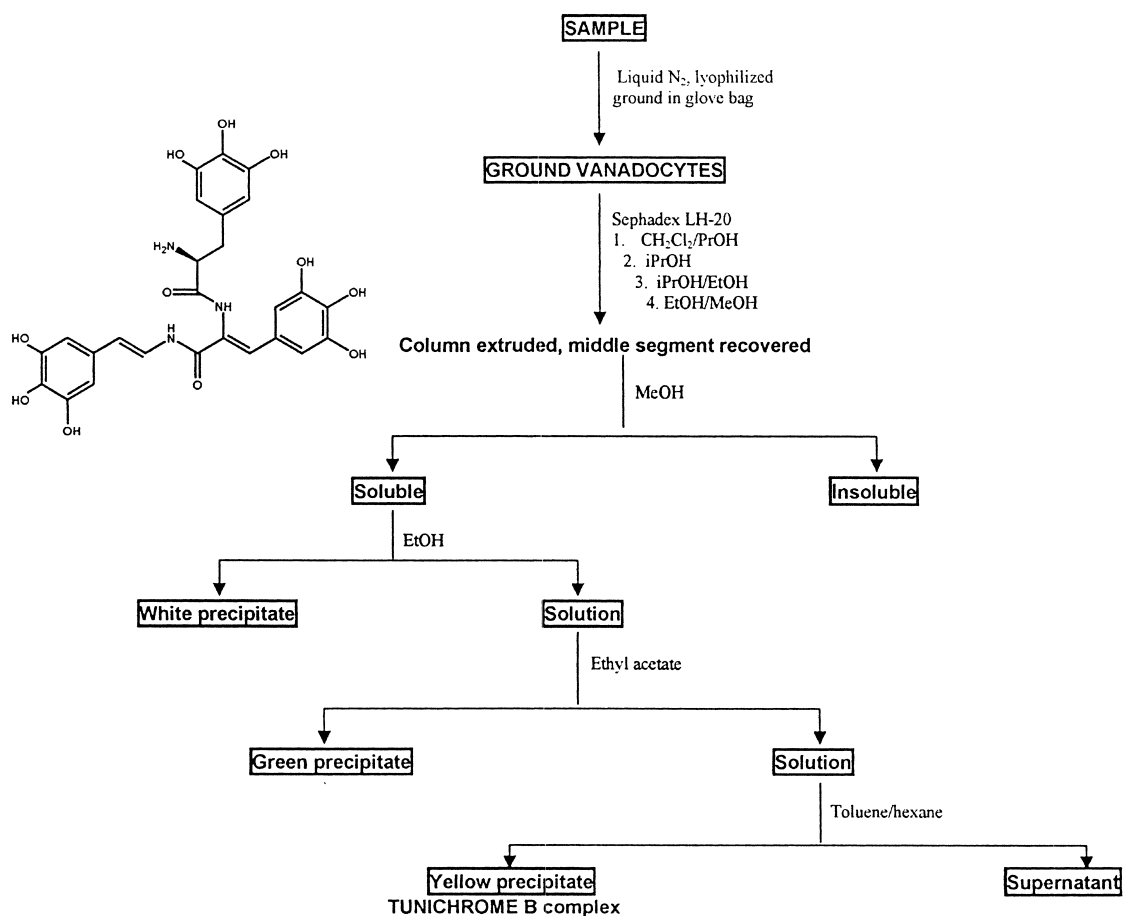 SAMPLE
Liquid N₂, lyophilized
ground in glove bag
GROUND VANADOCYTES
Sephadex LH-20
1. CH₂Cl₂/PrOH
2. iPrOH
3. iPrOH/EtOH
4. EtOH/MeOH
Column extruded, middle segment recovered
MeOH
Soluble
Insoluble
EtOH
White precipitate
Solution
Ethyl acetate
Green precipitate
Solution
Toluene/hexane
Yellow precipitate
TUNICHROME B complex
Supernatant
OH
HO
OH
H₂N
O
NH
OH
OH
OH
H
N
O
HO
HO
OH